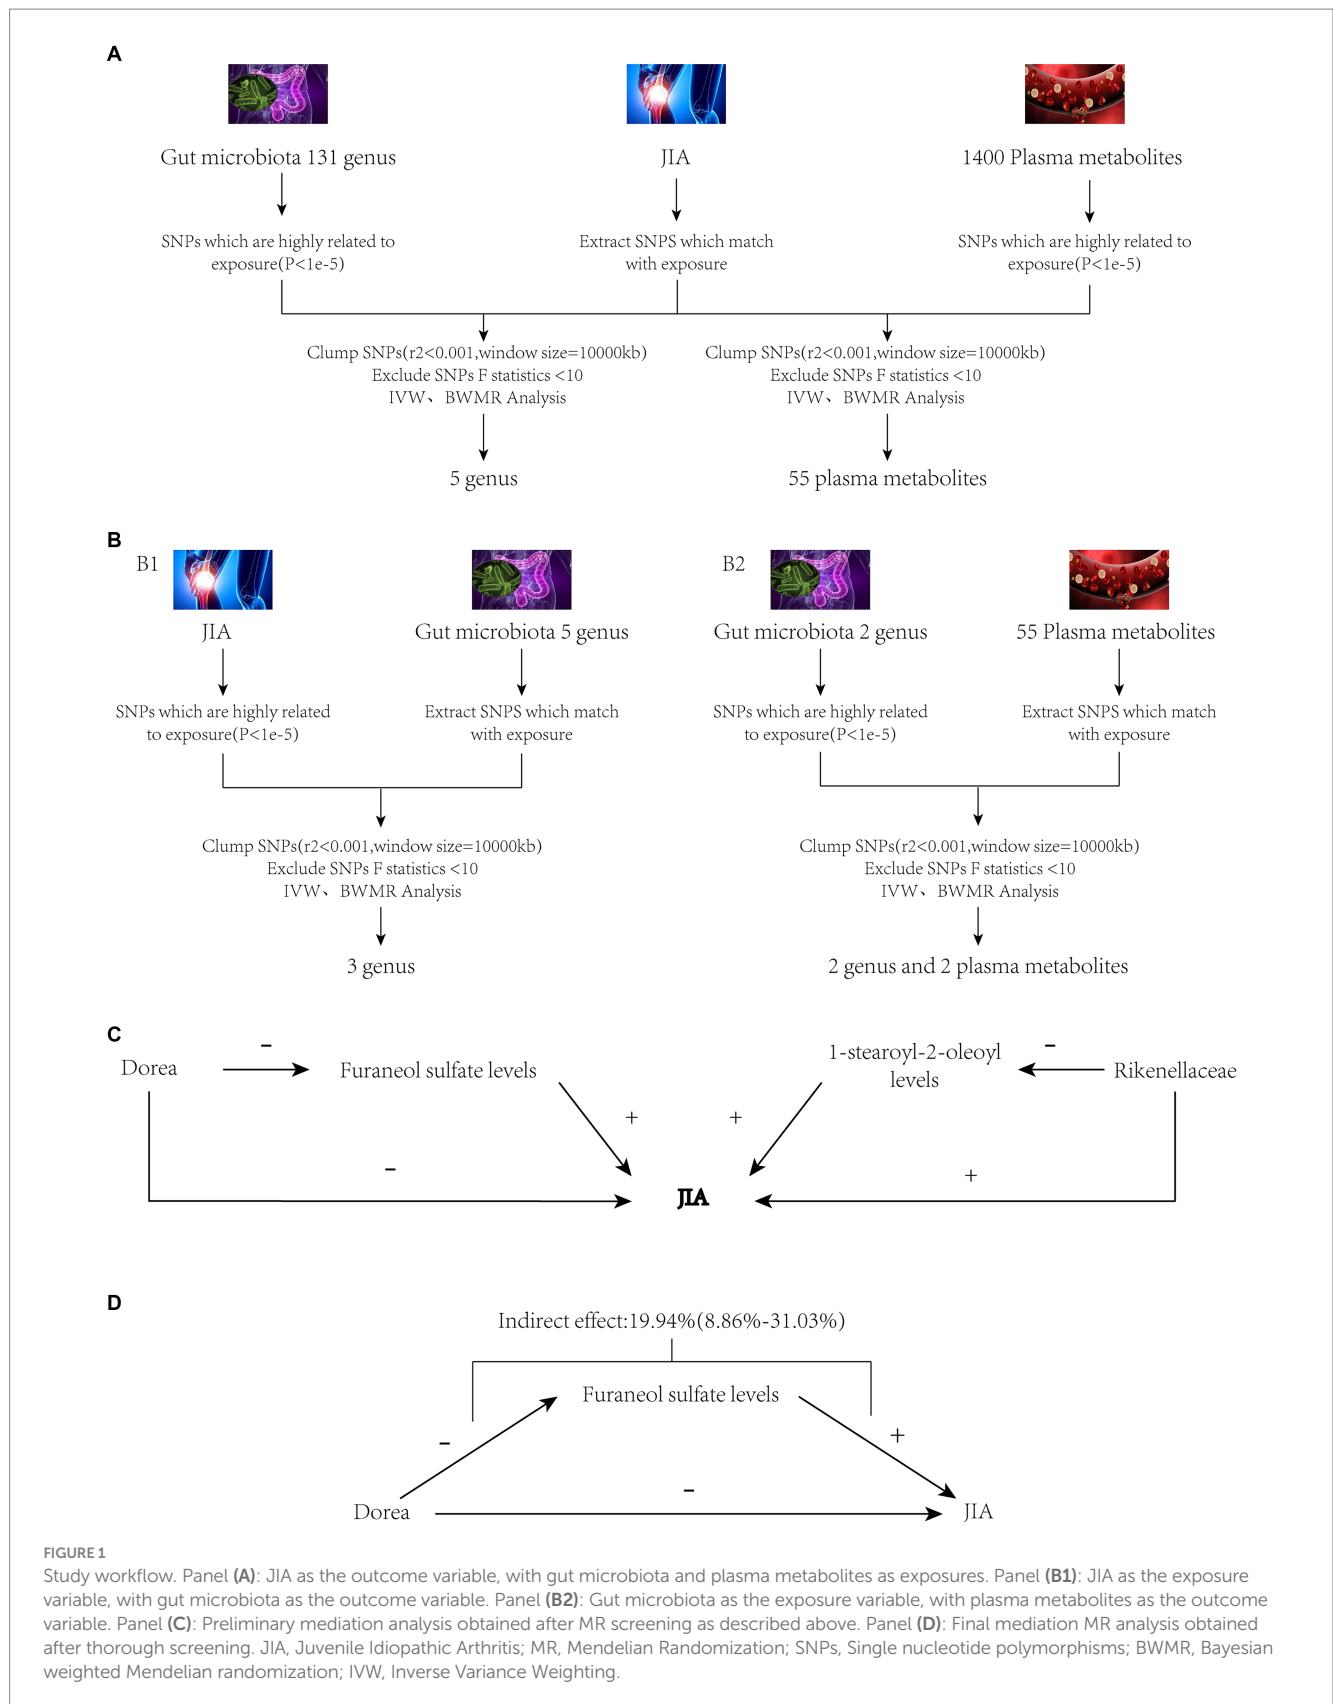 A
Gut microbiota 131 genus
JIA
1400 Plasma metabolites
SNPs which are highly related to
exposure(P<1e-5)
Extract SNPS which match
with exposure
SNPs which are highly related to
exposure(P<1e-5)
Clump SNPs(r2<0.001,window size=10000kb)
Exclude SNPs F statistics <10
IVW、BWMR Analysis
Clump SNPs(r2<0.001,window size=10000kb)
Exclude SNPs F statistics <10
IVW、BWMR Analysis
5 genus
55 plasma metabolites
B
B1
B2
JIA
Gut microbiota 5 genus
Gut microbiota 2 genus
55 Plasma metabolites
SNPs which are highly related
to exposure(P<1e-5)
Extract SNPS which match
with exposure
SNPs which are highly related
to exposure(P<1e-5)
Extract SNPS which match
with exposure
Clump SNPs(r2<0.001,window size=10000kb)
Exclude SNPs F statistics <10
IVW、BWMR Analysis
Clump SNPs(r2<0.001,window size=10000kb)
Exclude SNPs F statistics <10
IVW、BWMR Analysis
3 genus
2 genus and 2 plasma metabolites
C
Dorea
–
Furaneol sulfate levels
1-stearoyl-2-oleoyl
levels
–
Rikenellaceae
+
+
–
+
JIA
D
Indirect effect:19.94%(8.86%-31.03%)
Furaneol sulfate levels
–
+
–
Dorea
JIA
FIGURE 1
Study workflow. Panel (A): JIA as the outcome variable, with gut microbiota and plasma metabolites as exposures. Panel (B1): JIA as the exposure
variable, with gut microbiota as the outcome variable. Panel (B2): Gut microbiota as the exposure variable, with plasma metabolites as the outcome
variable. Panel (C): Preliminary mediation analysis obtained after MR screening as described above. Panel (D): Final mediation MR analysis obtained
after thorough screening. JIA, Juvenile Idiopathic Arthritis; MR, Mendelian Randomization; SNPs, Single nucleotide polymorphisms; BWMR, Bayesian
weighted Mendelian randomization; IVW, Inverse Variance Weighting.